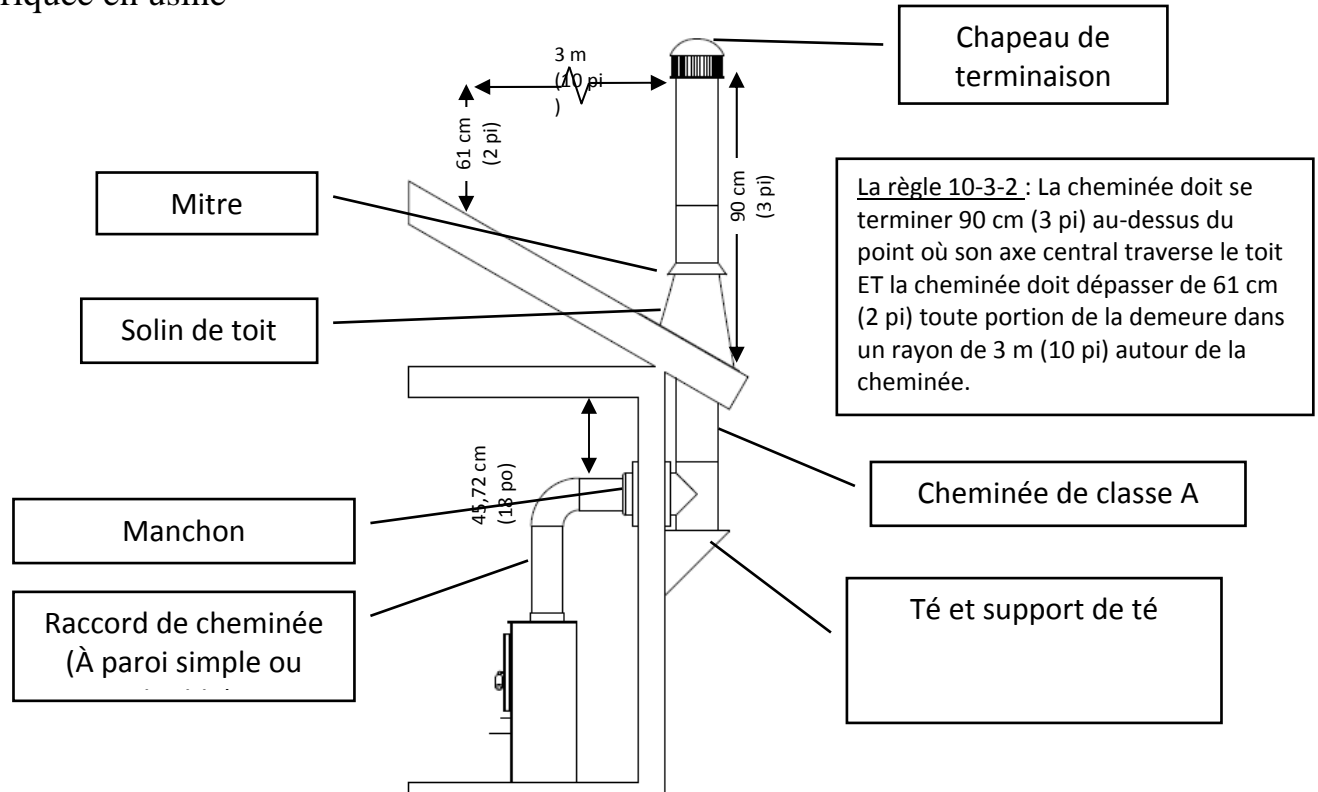 riquée en usine
Chapeau de
terminaison
3 m
(10 pi
)
61 cm
(2 pi)
90 cm
(3 pi)
Mitre
La règle 10-3-2 : La cheminée doit se
terminer 90 cm (3 pi) au-dessus du
point où son axe central traverse le toit
ET la cheminée doit dépasser de 61 cm
(2 pi) toute portion de la demeure dans
un rayon de 3 m (10 pi) autour de la
cheminée.
Solin de toit
45,72 cm
(18 po)
Cheminée de classe A
Manchon
Té et support de té
Raccord de cheminée
(À paroi simple ou